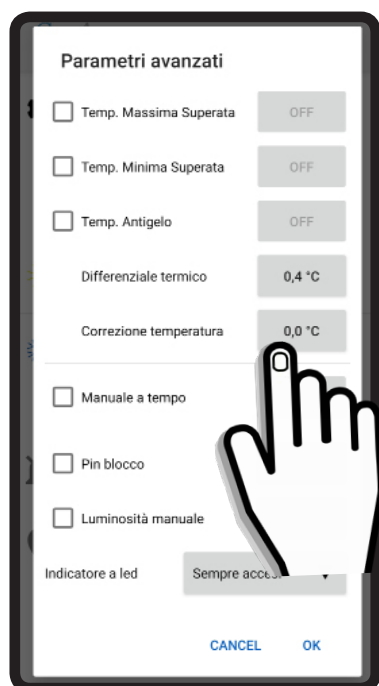 Parametri avanzati
Temp. Massima Superata OFF
Temp. Minima Superata OFF
Temp. Antigelo OFF
Differenziale termico 0,4 °C
Correzione temperatura 0,0 °C
Manuale a tempo
Pin blocco
Luminosità manuale
Indicatore a led Sempre
CANCEL OK